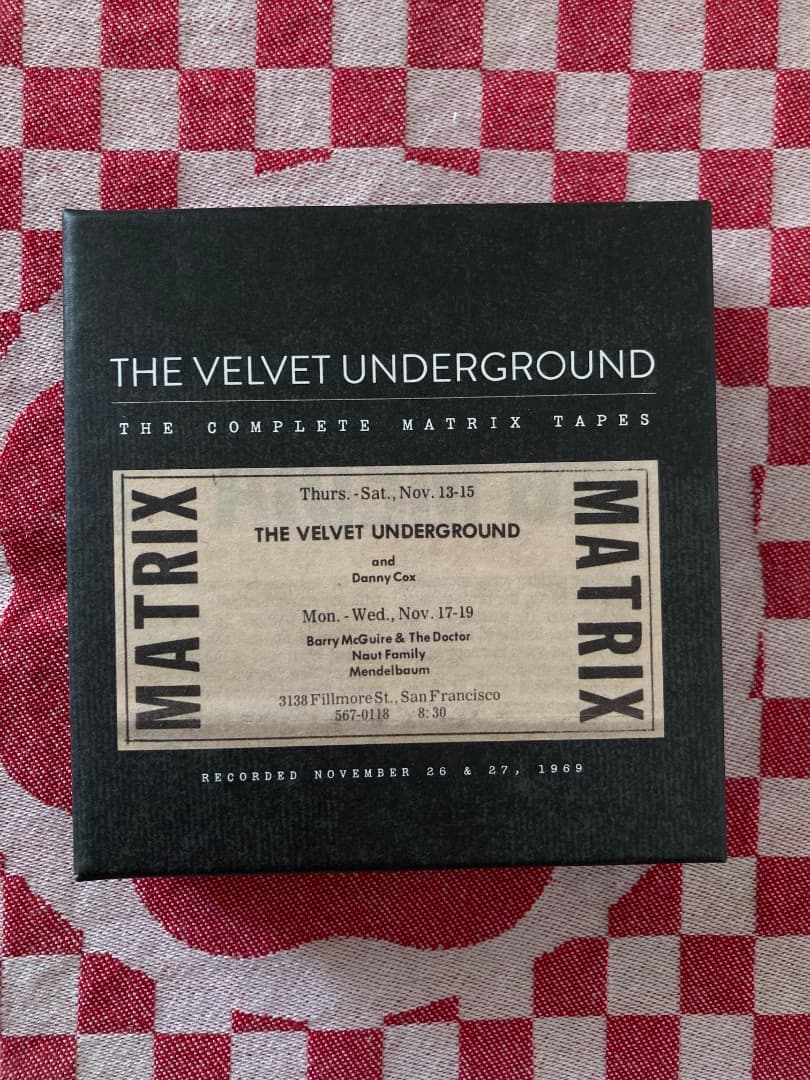 THE VELVET UNDERGROUND
THE COMPLETE MATRIX TAPES
MATRIX
Thurs. - Sat., Nov. 13-15
THE VELVET UNDERGROUND
and
Danny Cox
Mon. - Wed., Nov. 17-19
Barry McGuire & The Doctor
Naut Family
Mendelbaum
3138 Fillmore St., San Francisco
567-0118 8:30
MATRIX
RECORDED NOVEMBER 26 & 27, 1969